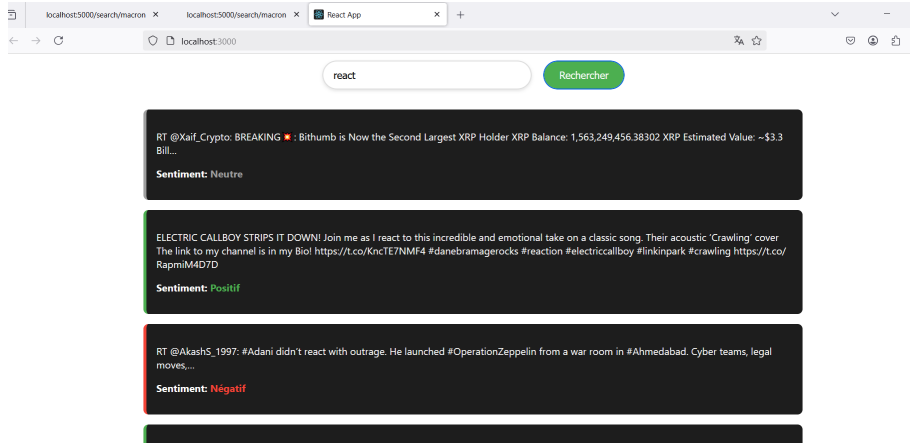 localhost:5000/search/macron
localhost:5000/search/macron
React App
localhost:3000
react
Rechercher
RT @Xaif_Crypto: BREAKING 💥 : Bithumb is Now the Second Largest XRP Holder XRP Balance: 1,563,249,456.38302 XRP Estimated Value: ~$3.3
Bill...
Sentiment: Neutre
ELECTRIC CALLBOY STRIPS IT DOWN! Join me as I react to this incredible and emotional take on a classic song. Their acoustic 'Crawling' cover
The link to my channel is in my Bio! https://t.co/KncTE7NMF4 #danebramagerocks #reaction #electriccallboy #linkinpark #crawling https://t.co/
RapmiM4D7D
Sentiment: Positif
RT @AkashS_1997: #Adani didn't react with outrage. He launched #OperationZeppelin from a war room in #Ahmedabad. Cyber teams, legal
moves,...
Sentiment: Négatif